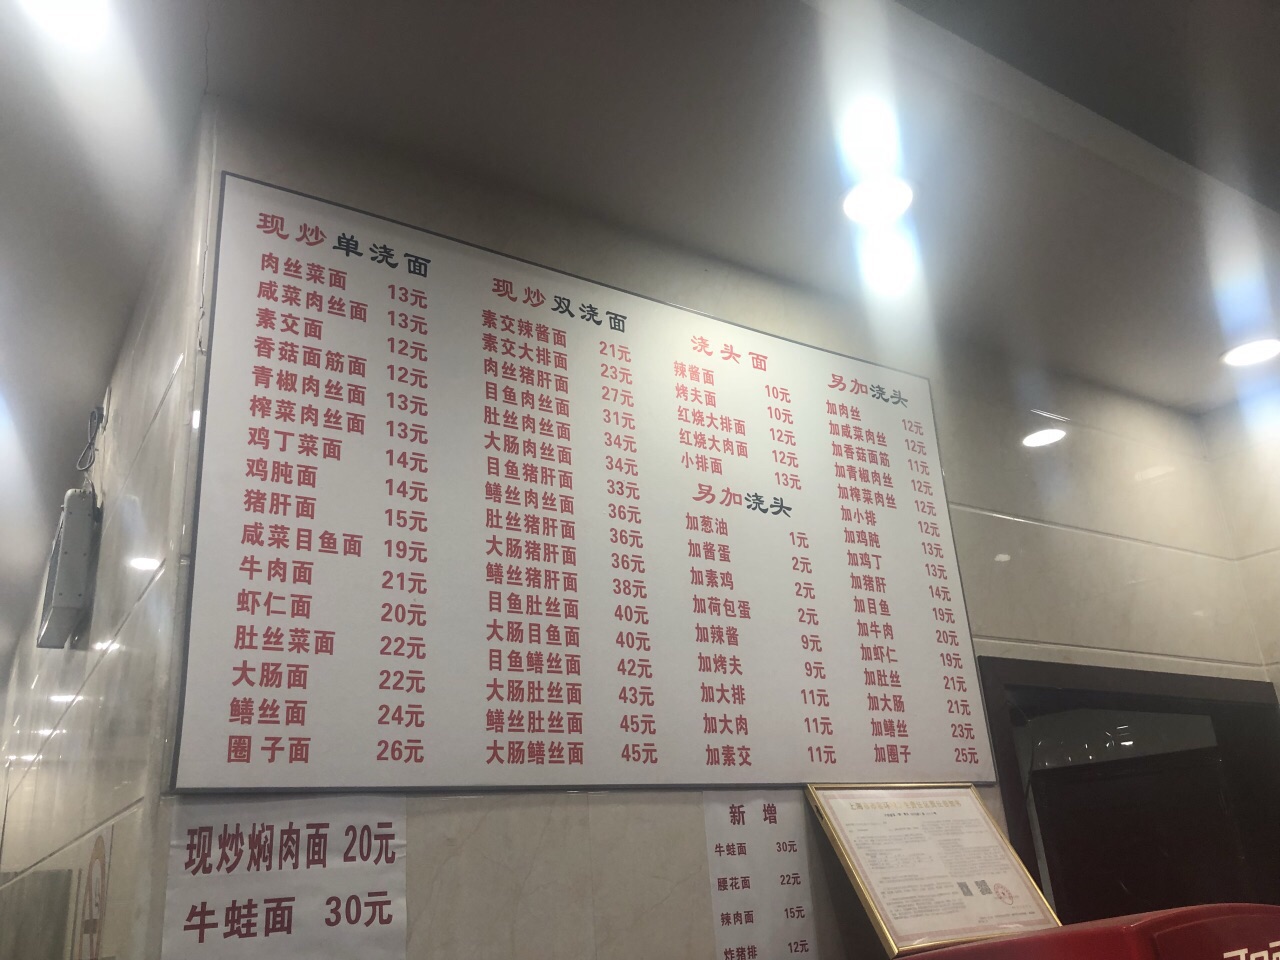 现炒单浇面
肉丝菜面 13元
咸菜肉丝面 13元
素交面 12元
香菇面筋面 12元
青椒肉丝面 13元
榨菜肉丝面 13元
鸡丁菜面 14元
鸡肫面 14元
猪肝面 15元
咸菜目鱼面 19元
牛肉面 21元
虾仁面 20元
肚丝菜面 22元
大肠面 22元
鳝丝面 24元
圈子面 26元
现炒双浇面
素交辣酱面 21元
素交大排面 23元
肉丝猪肝面 27元
目鱼肉丝面 31元
肚丝肉丝面 34元
大肠肉丝面 34元
目鱼猪肝面 33元
鳝丝肉丝面 36元
肚丝猪肝面 36元
大肠猪肝面 36元
鳝丝猪肝面 38元
目鱼肚丝面 40元
大肠目鱼面 40元
目鱼鳝丝面 42元
大肠肚丝面 43元
鳝丝肚丝面 45元
大肠鳝丝面 45元
浇头面
辣酱面 10元
烤夫面 10元
红烧大排面 12元
红烧大肉面 12元
小排面 13元
另加浇头
加葱油 1元
加酱蛋 2元
加素鸡 2元
加荷包蛋 2元
加辣酱 9元
加烤夫 9元
加大排 11元
加大肉 11元
加素交 11元
另加浇头
加肉丝 12元
加咸菜肉丝 12元
加香菇面筋 11元
加青椒肉丝 12元
加榨菜肉丝 12元
加小排 12元
加鸡肫 13元
加鸡丁 13元
加猪肝 14元
加目鱼 19元
加牛肉 20元
加虾仁 19元
加肚丝 21元
加大肠 21元
加鳝丝 23元
加圈子 25元
现炒焖肉面 20元
牛蛙面 30元
新增
牛蛙面 30元
腰花面 22元
辣肉面 15元
炸猪排 12元